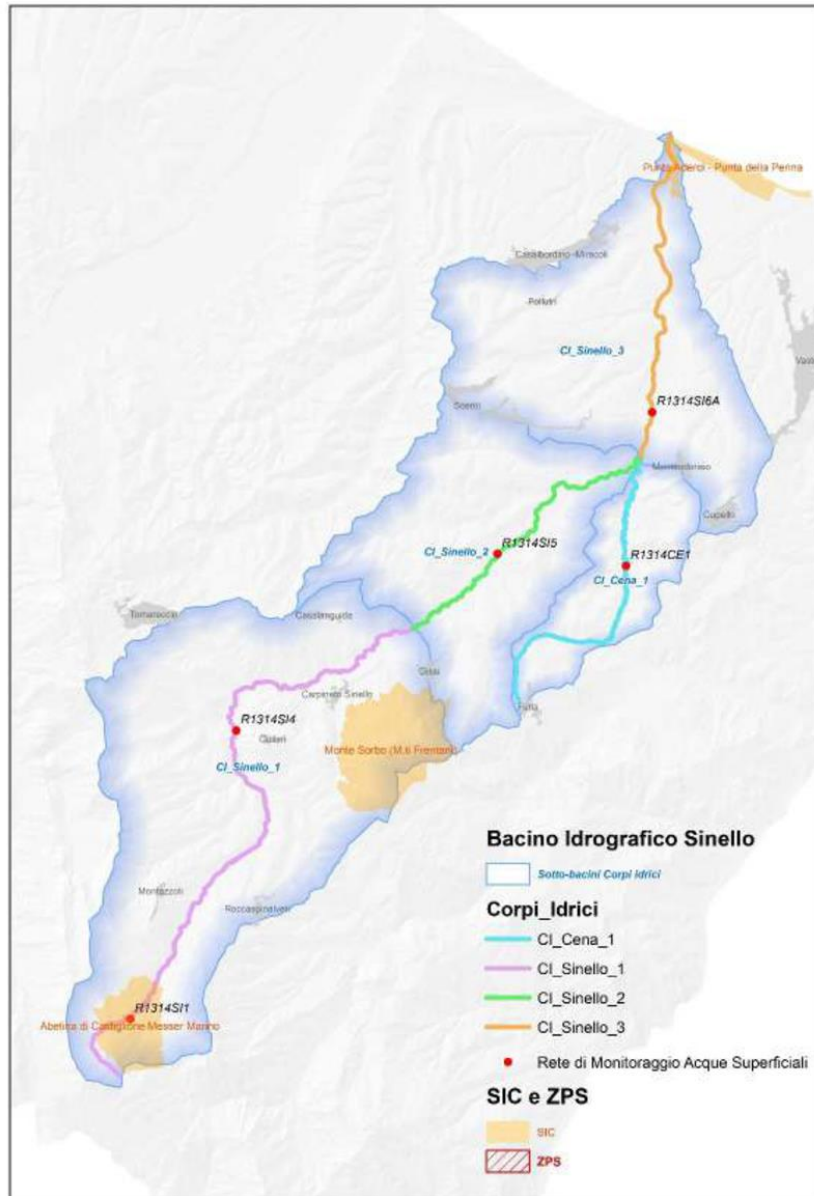 Punta Aderci - Punta della Penna
Casalbordino-Miracoli
Pollutri
CI_Sinello_3
Scerni
R1314SI6A
Monteodorisio
Cupello
R1314SI5
CI_Sinello_2
R1314CE1
CI_Cena_1
Casalanguida
Gissi
Furci
Carpineto Sinello
R1314SI4
Guilmi
CI_Sinello_1
Monte Sorbo (M.ti Frentani)
Montazzoli
Roccaspinalveti
R1314SI1
Abetina di Castiglione Messer Marino
Bacino Idrografico Sinello
Sotto-bacini Corpi Idrici
Corpi_Idrici
CI_Cena_1
CI_Sinello_1
CI_Sinello_2
CI_Sinello_3
Rete di Monitoraggio Acque Superficiali
SIC e ZPS
SIC
ZPS